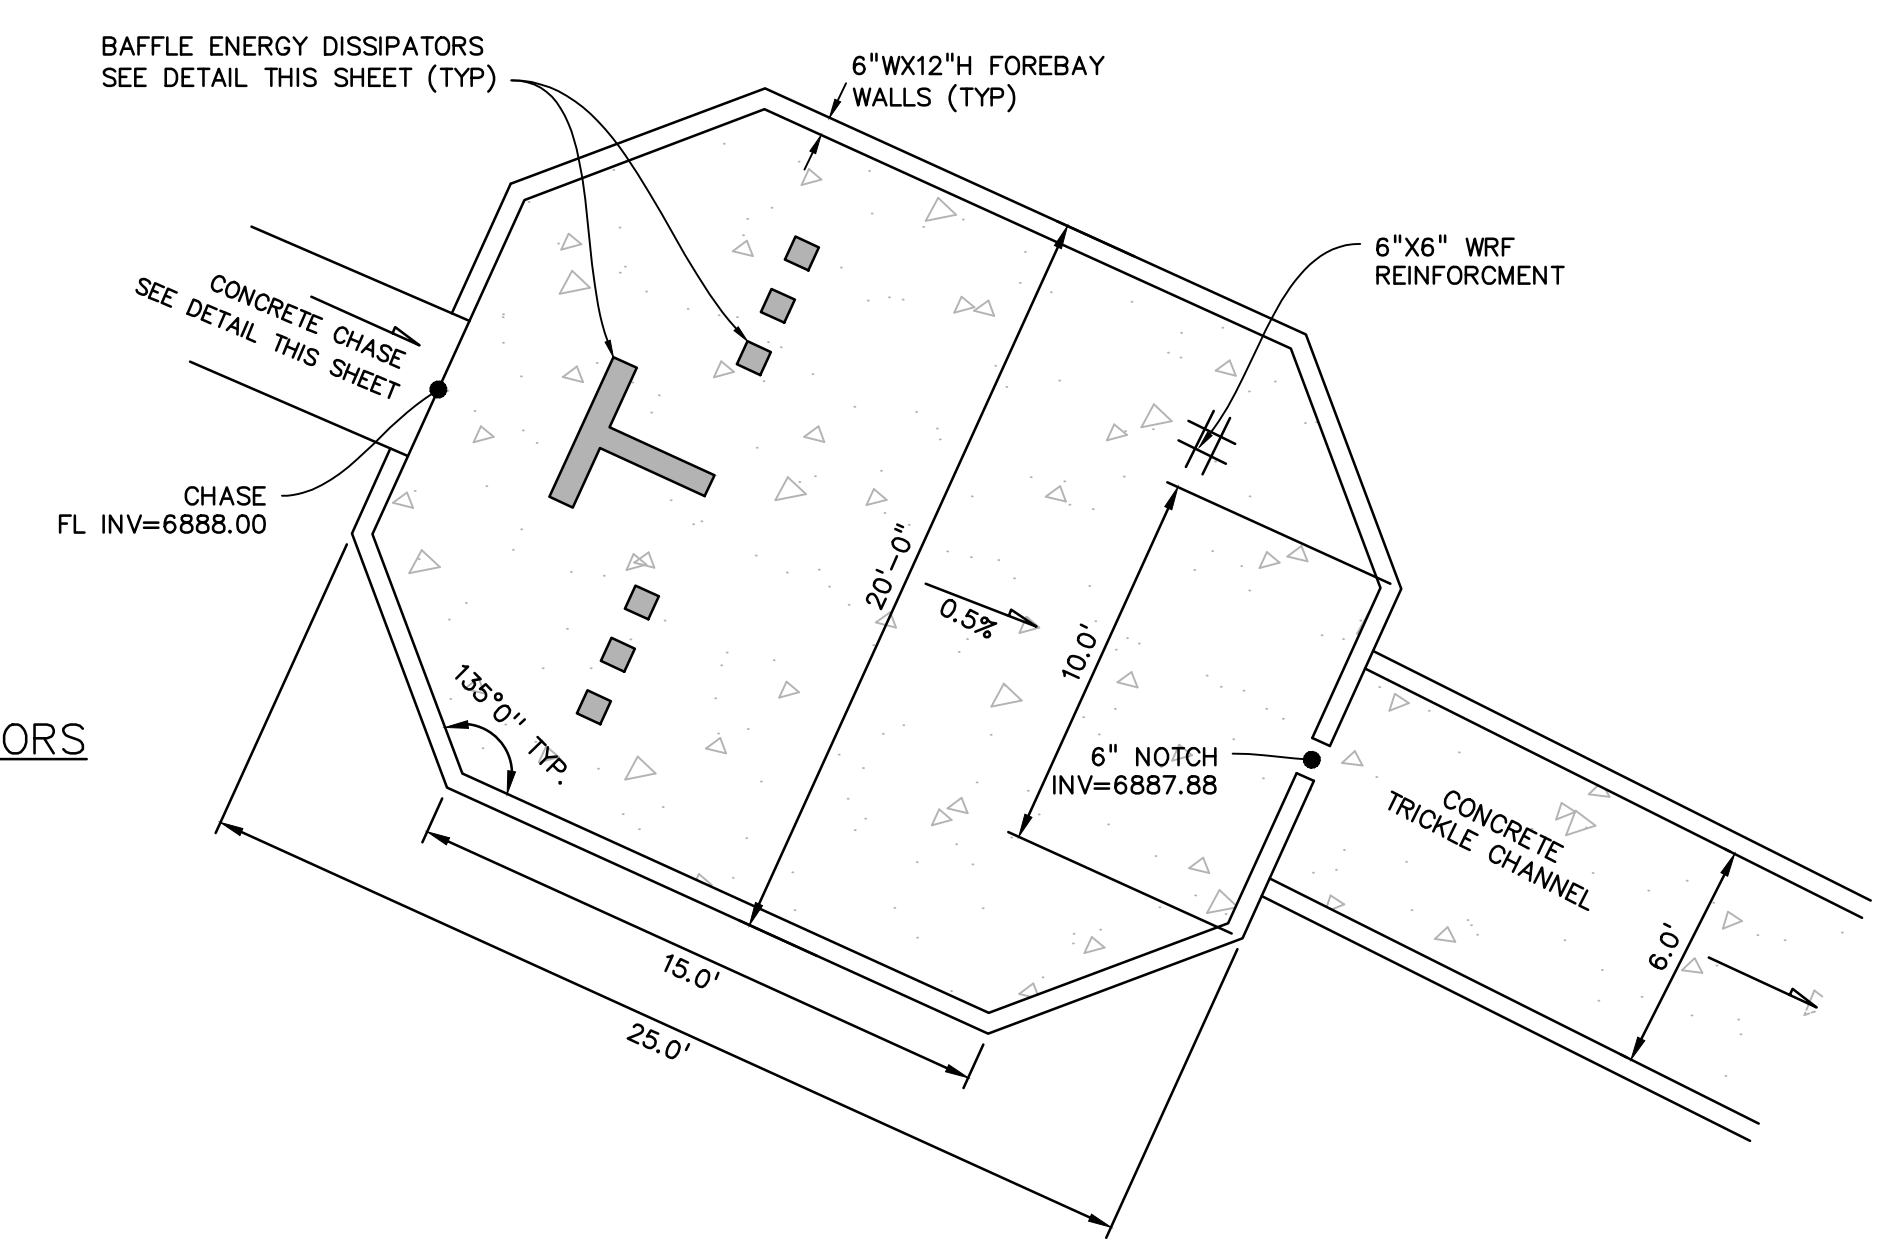 BAFFLE ENERGY DISSIPATORS
SEE DETAIL THIS SHEET (TYP)
6"WX12"H FOREBAY
WALLS (TYP)
6"X6" WRF
REINFORCMENT
CONCRETE CHASE
SEE DETAIL THIS SHEET
CHASE
FL INV=6888.00
20'-0"
0.5%
10.0'
135°0'' TYP.
ORS
6" NOTCH
INV=6887.88
CONCRETE
TRICKLE CHANNEL
6.0'
15.0'
25.0'